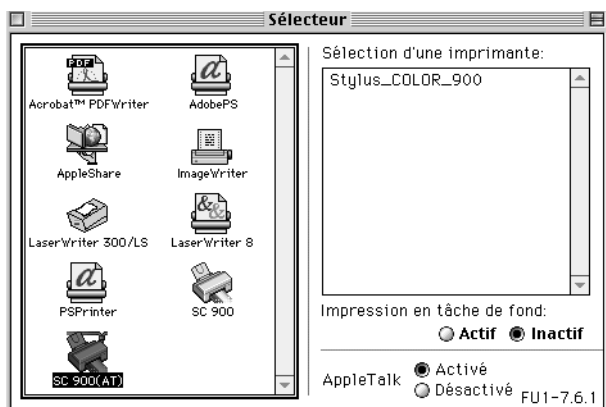 Sélecteur
PDF
Acrobat™ PDFWriter
AdobePS
AppleShare
ImageWriter
LaserWriter 300/LS
LaserWriter 8
PSPrinter
SC 900
SC 900(AT)
Sélection d'une imprimante:
Stylus_COLOR_900
Impression en tâche de fond:
Actif Inactif
AppleTalk
Activé
Désactivé
FU1-7.6.1